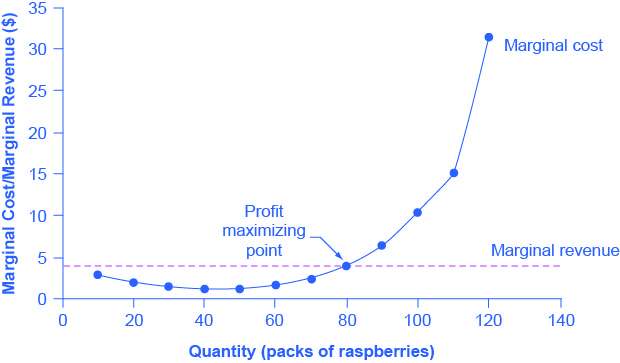 Marginal Cost/Marginal Revenue ($)
35
30
25
20
15
10
5
0
Marginal cost
Profit
maximizing
point
Marginal revenue
0 20 40 60 80 100 120 140
Quantity (packs of raspberries)